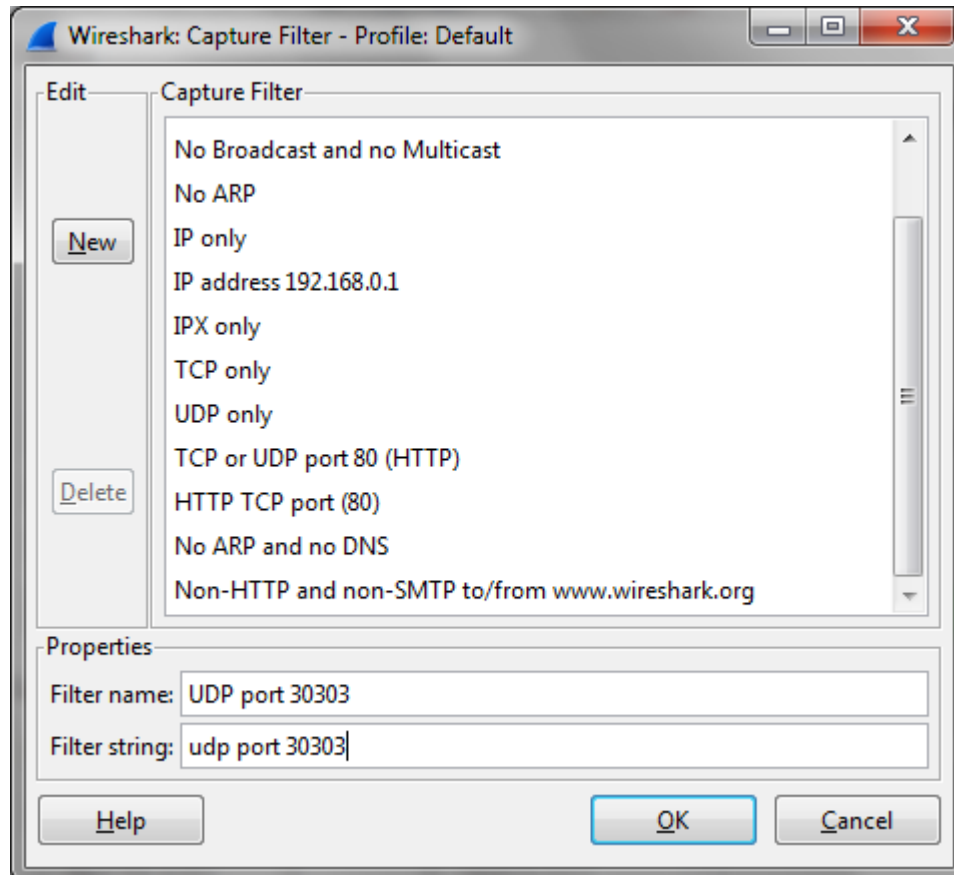 Wireshark: Capture Filter - Profile: Default
Edit
Capture Filter
No Broadcast and no Multicast
No ARP
New
IP only
IP address 192.168.0.1
IPX only
TCP only
UDP only
TCP or UDP port 80 (HTTP)
Delete
HTTP TCP port (80)
No ARP and no DNS
Non-HTTP and non-SMTP to/from www.wireshark.org
Properties
Filter name: UDP port 30303
Filter string: udp port 30303
Help OK Cancel